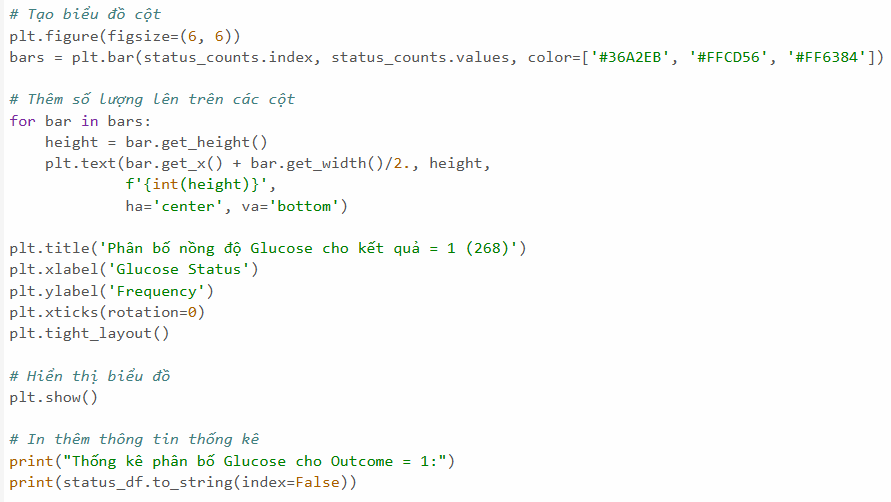 # Tạo biểu đồ cột
plt.figure(figsize=(6, 6))
bars = plt.bar(status_counts.index, status_counts.values, color=['#36A2EB', '#FFCD56', '#FF6384'])
# Thêm số lượng lên trên các cột
for bar in bars:
    height = bar.get_height()
    plt.text(bar.get_x() + bar.get_width()/2., height,
             f'{int(height)}',
             ha='center', va='bottom')
plt.title('Phân bố nồng độ Glucose cho kết quả = 1 (268)')
plt.xlabel('Glucose Status')
plt.ylabel('Frequency')
plt.xticks(rotation=0)
plt.tight_layout()
# Hiển thị biểu đồ
plt.show()
# In thêm thông tin thống kê
print("Thống kê phân bố Glucose cho Outcome = 1:")
print(status_df.to_string(index=False))